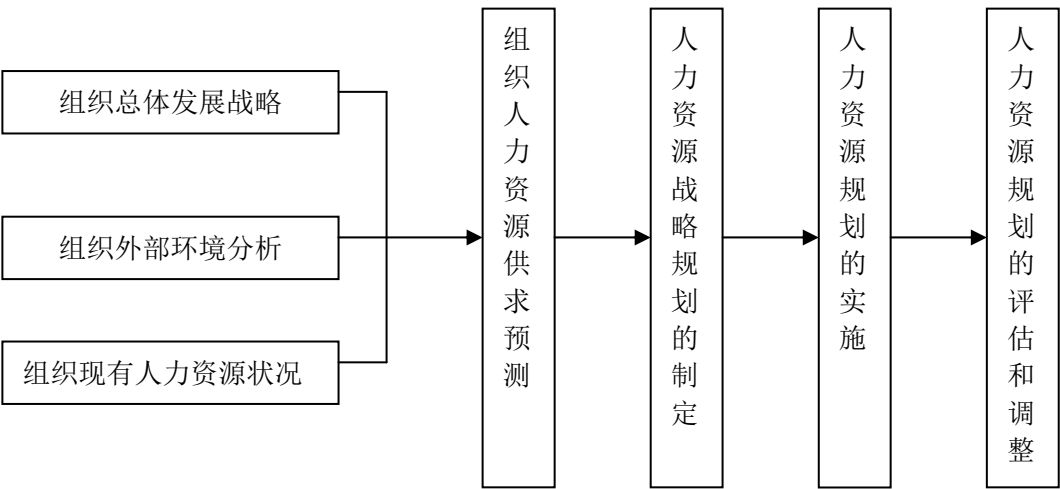 组织总体发展战略
组织外部环境分析
组织现有人力资源状况
组织人力资源供求预测
人力资源战略规划的制定
人力资源规划的实施
人力资源规划的评估和调整